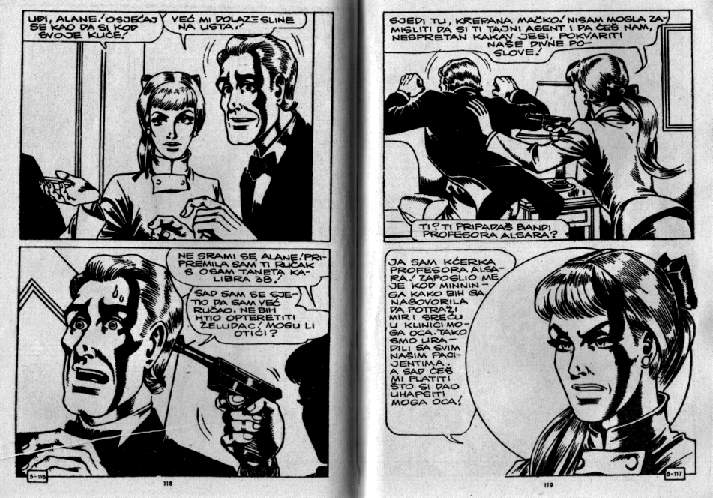 UĐI, ALANE! OSJEĆAJ
SE KAO DA SI KOD
SVOJE KUĆE!
VEĆ MI DOLAZE SLINE
NA USTA!
NE SRAMI SE ALANE! PRI-
PREMILA SAM TI RUČAK
S OSAM TANETA KA-
LIBRA 38!
SAD SAM SE SJE-
TIO DA SAM VEĆ
RUČAO. NE BIH
HTIO OPTERETITI
ŽELUDAC! MOGU LI
OTIĆI?
118
SJEDI TU, KREPANA MAČKO! NISAM MOGLA ZA-
MISLITI DA SI TI TAJNI AGENT I DA ĆEŠ NAM,
NESPRETAN KAKAV JESI, POKVARITI
NAŠE DIVNE PO-
SLOVE!
TI? TI PRIPADAŠ BANDI
PROFESORA ALSARA?
JA SAM KĆERKA
PROFESORA ALSA-
RA! ZAPOSLIO ME
JE KOD MINNIN-
GA KAKO BIH GA
NAGOVORILA
DA POTRAŽI
MIR I SREĆU
U KLINICI MO-
GA OCA. TAKO
SMO URA-
DILI SA SVIM
NAŠIM PACI-
JENTIMA.
A SAD ĆEŠ
MI PLATITI
ŠTO SI DAO
UHAPSITI
MOGA OCA!
119